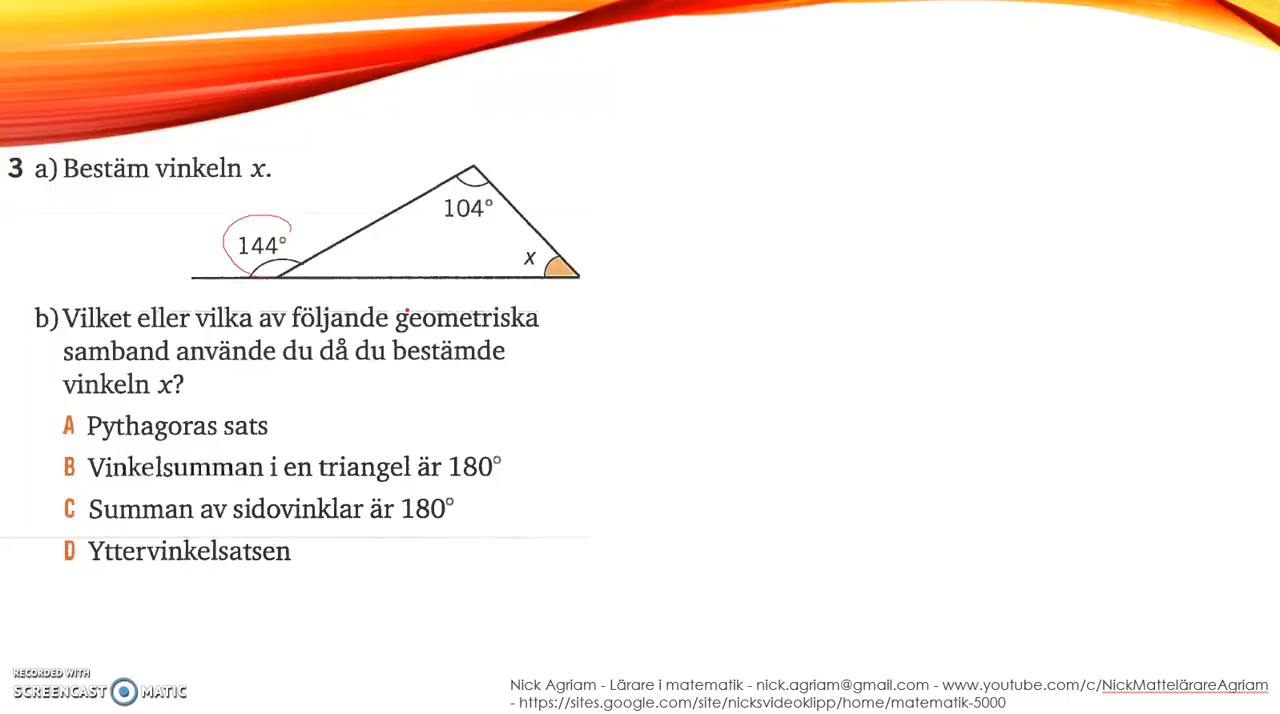 3 a) Bestäm vinkeln x.
104°
144°
x
b) Vilket eller vilka av följande geometriska
samband använde du då du bestämde
vinkeln x?
A Pythagoras sats
B Vinkelsumman i en triangel är 180°
C Summan av sidovinklar är 180°
D Yttervinkelsatsen
RECORDED WITH
SCREENCAST MATIC
Nick Agriam - Lärare i matematik - nick.agriam@gmail.com - www.youtube.com/c/NickMattelärareAgriam
- https://sites.google.com/site/nicksvideoklipp/home/matematik-5000